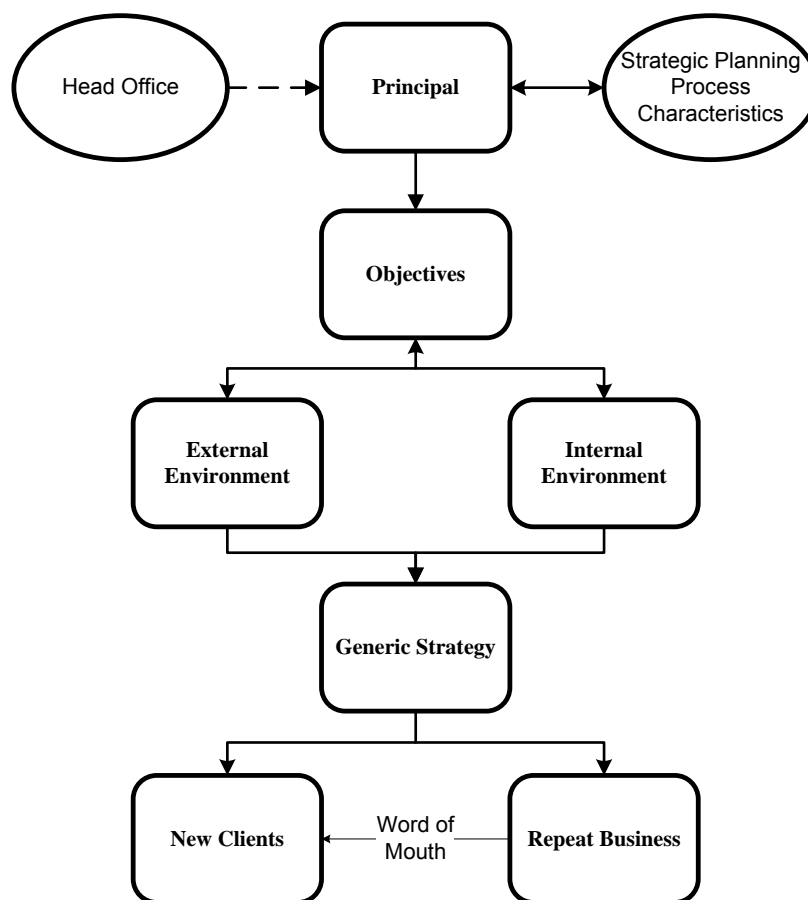 Head Office
Principal
Strategic Planning
Process
Characteristics
Objectives
External
Environment
Internal
Environment
Generic Strategy
New Clients
Word of
Mouth
Repeat Business